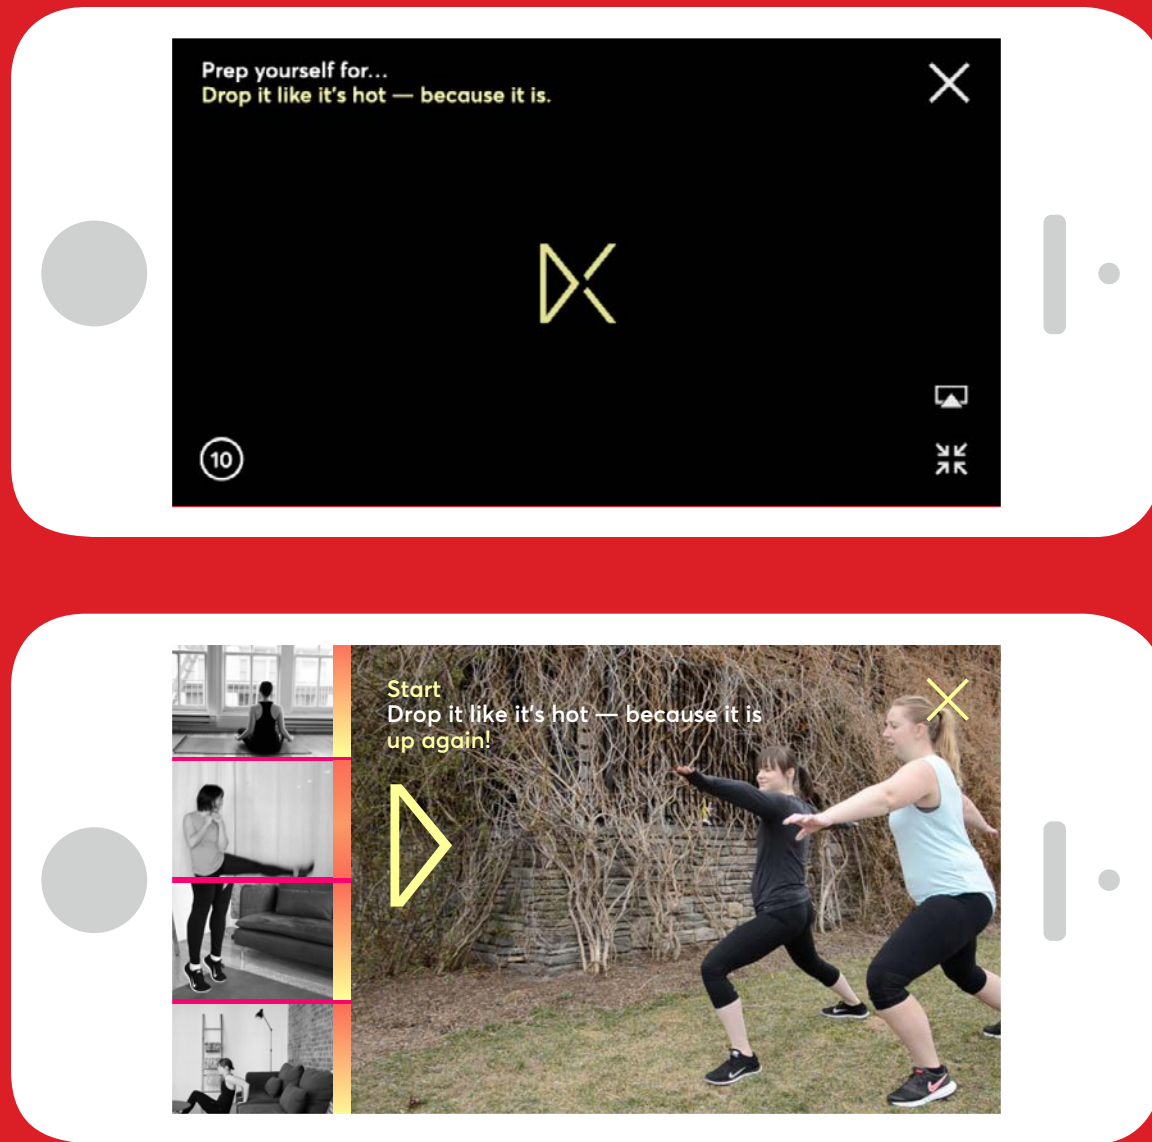 Prep yourself for...
Drop it like it's hot — because it is.
10
Start
Drop it like it's hot — because it is
up again!